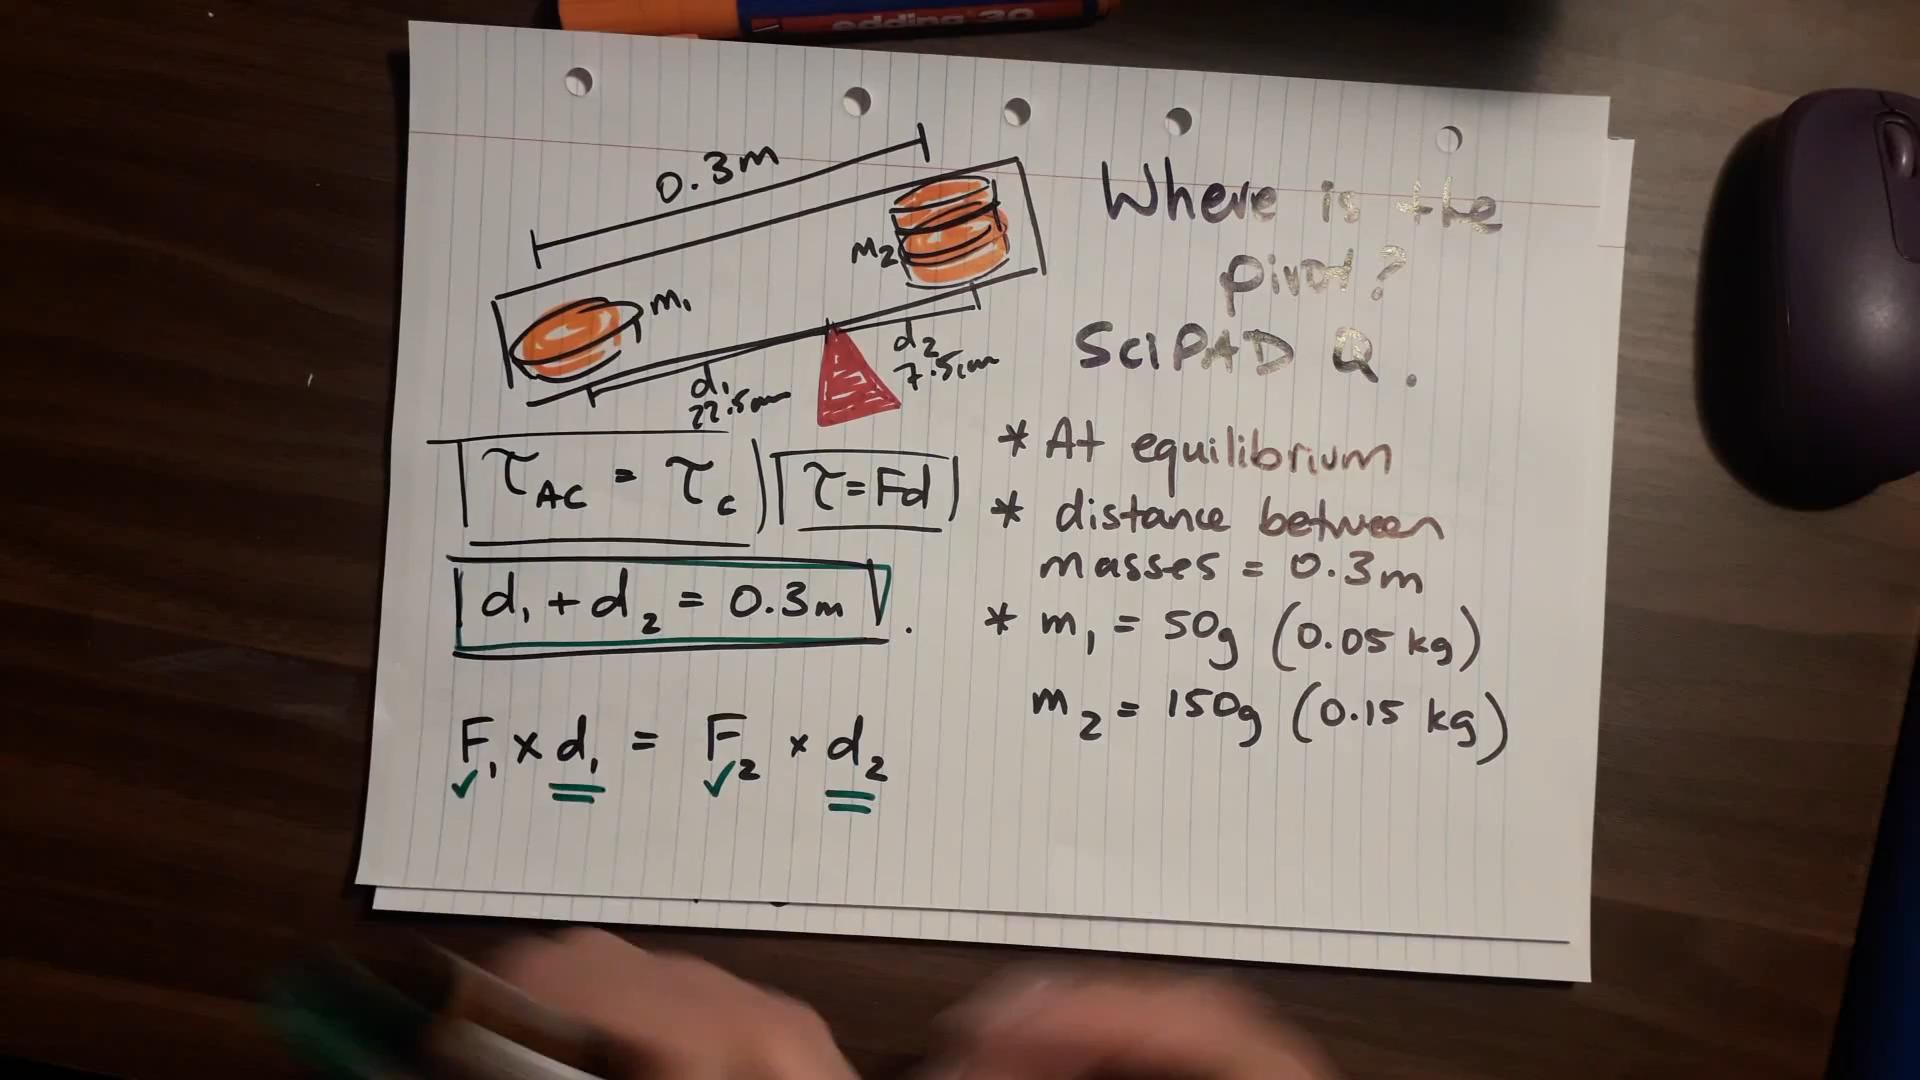 edding 30
0.3m
m2
m1
d2
7.5cm
d1
22.5cm
Where is the
pivot?
SciPAD Q.
τAC = τc
τ = Fd
d1 + d2 = 0.3m
F1 × d1 = F2 × d2
* At equilibrium
* distance between
masses = 0.3m
* m1 = 50g (0.05 kg)
m2 = 150g (0.15 kg)